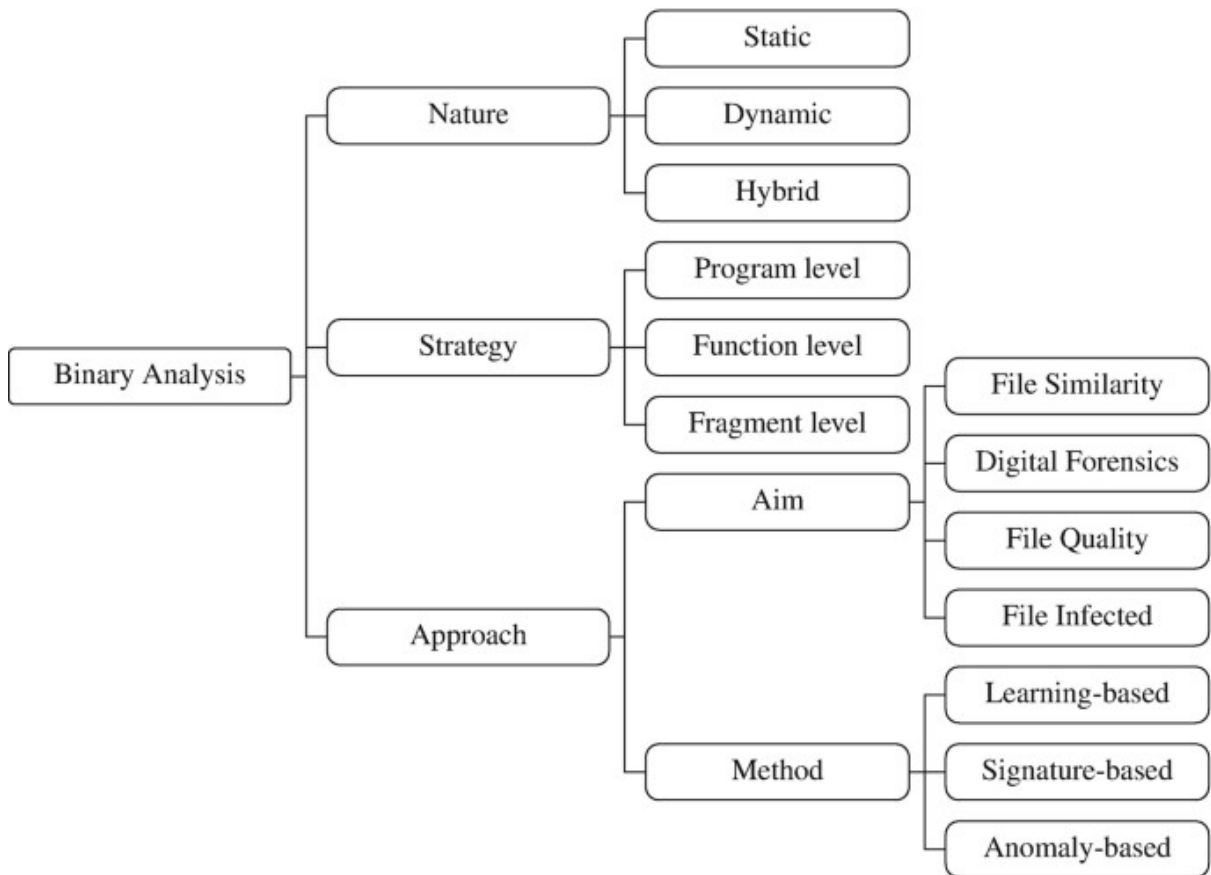 Binary Analysis
Nature
Static
Dynamic
Hybrid
Strategy
Program level
Function level
Fragment level
Approach
Aim
File Similarity
Digital Forensics
File Quality
File Infected
Method
Learning-based
Signature-based
Anomaly-based